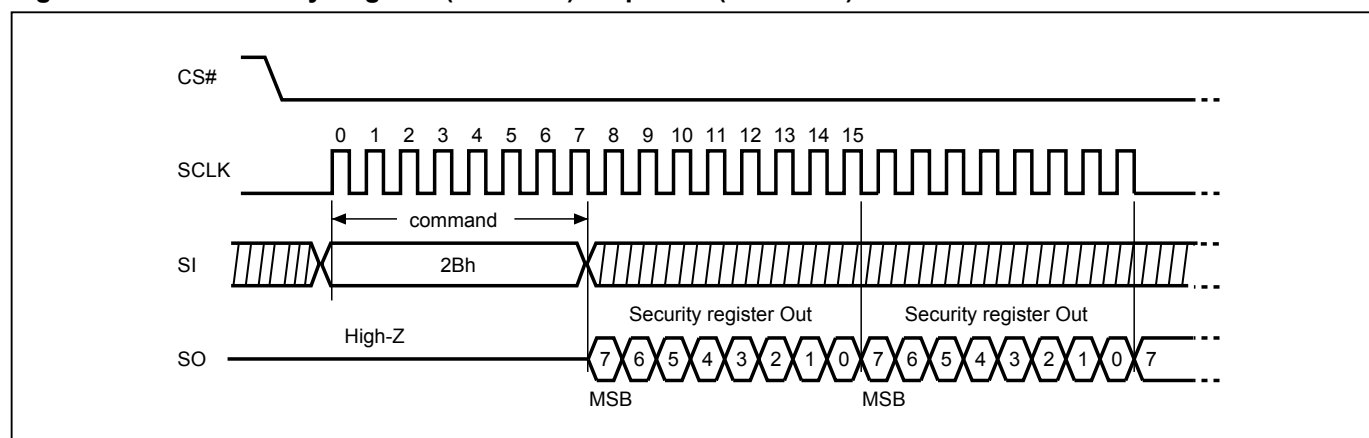 CS#
0 1 2 3 4 5 6 7 8 9 10 11 12 13 14 15
SCLK
command
SI
2Bh
Security register Out Security register Out
High-Z
SO
7 6 5 4 3 2 1 0 7 6 5 4 3 2 1 0 7
MSB MSB